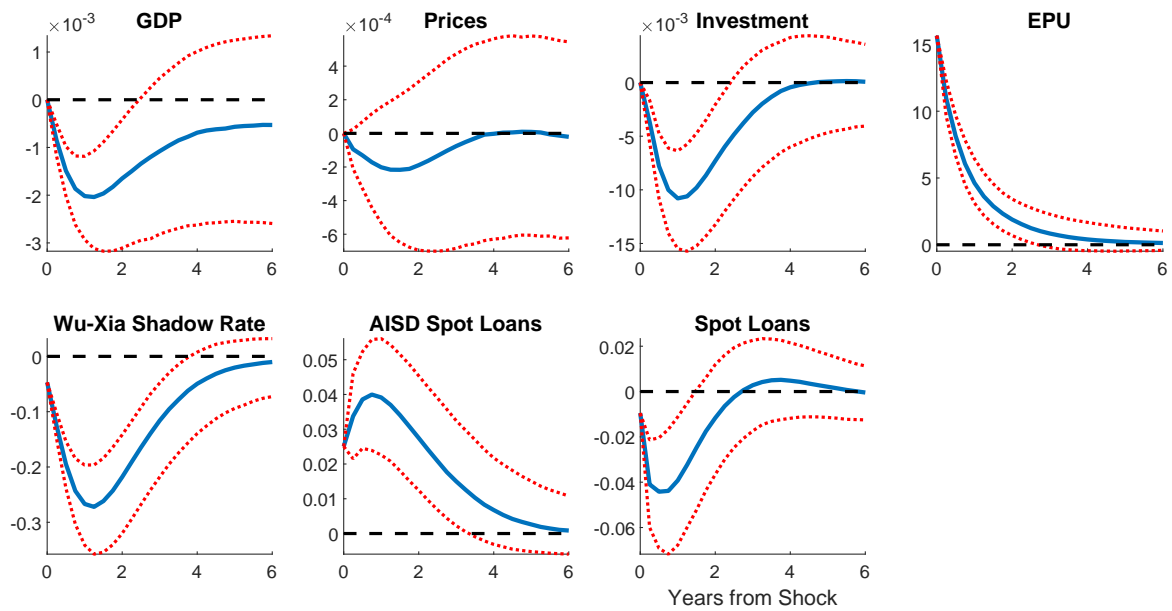 GDP
×10-3
1
0
-1
-2
-3
0 2 4 6
Prices
×10-4
4
2
0
-2
-4
-6
0 2 4 6
Investment
×10-3
0
-5
-10
-15
0 2 4 6
EPU
15
10
5
0
0 2 4 6
Wu-Xia Shadow Rate
0
-0.1
-0.2
-0.3
0 2 4 6
AISD Spot Loans
0.05
0.04
0.03
0.02
0.01
0
0 2 4 6
Spot Loans
0.02
0
-0.02
-0.04
-0.06
0 2 4 6
Years from Shock